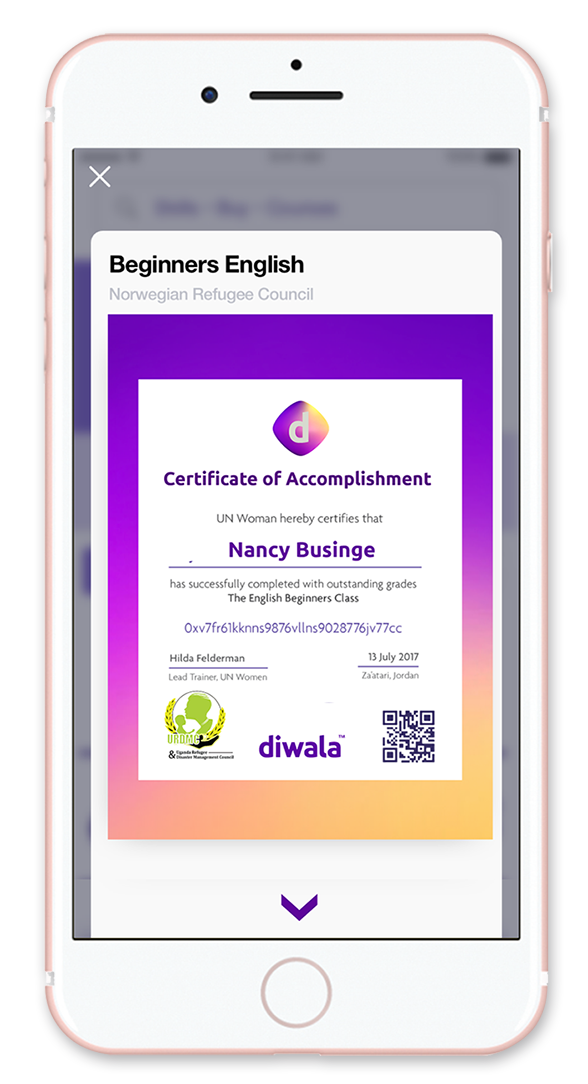 Beginners English
Norwegian Refugee Council
d
Certificate of Accomplishment
UN Woman hereby certifies that
Nancy Businge
has successfully completed with outstanding grades
The English Beginners Class
0xv7fr61kknns9876vllns9028776jv77cc
Hilda Felderman
13 July 2017
Lead Trainer, UN Women
Za'atari, Jordan
URDMC
& Uganda Refugee
Disaster Management Council
diwala™